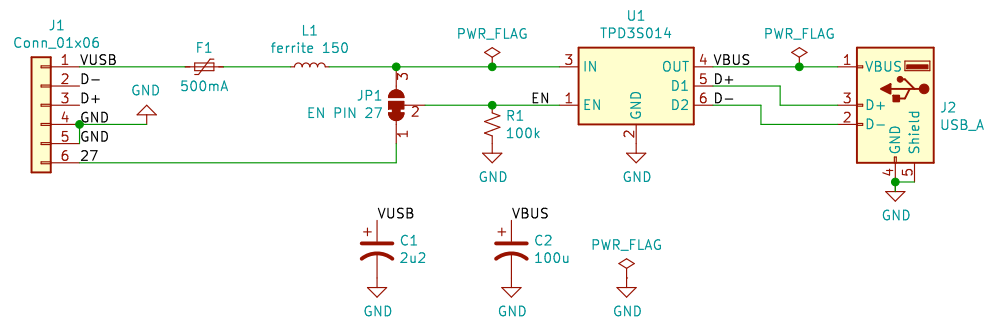 J1
Conn_01x06
1 VUSB
2 D-
3 D+
4 GND
5 GND
6 27
GND
F1
500mA
L1
ferrite 150
JP1
EN PIN 27
3
2
1
PWR_FLAG
EN
R1
100k
GND
U1
TPD3S014
3 IN
1 EN
GND
2
OUT 4 VBUS
D1 5 D+
D2 6 D-
GND
PWR_FLAG
1 VBUS
3 D+
2 D-
GND
Shield
4
5
J2
USB_A
GND
VUSB
+
C1
2u2
GND
VBUS
+
C2
100u
GND
PWR_FLAG
GND